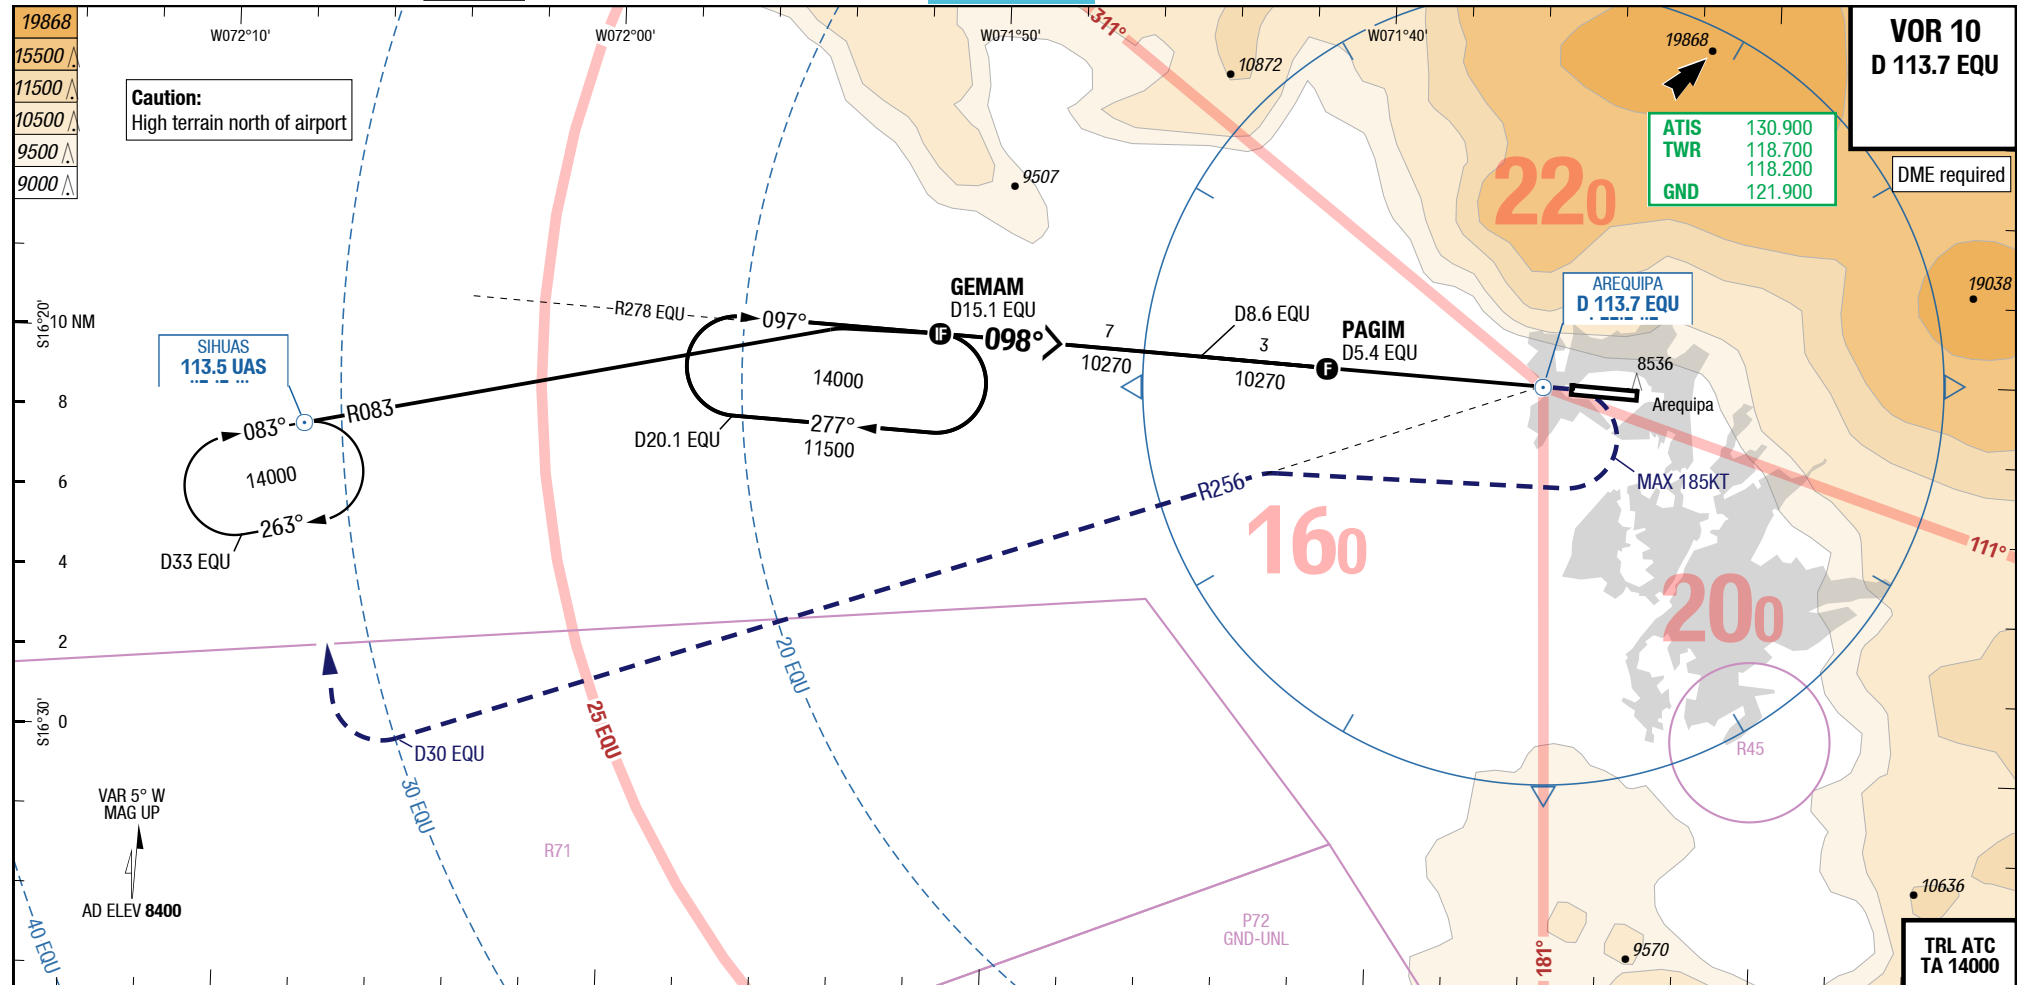 19868
15500
11500
10500
9500
9000
W072°10'
W072°00'
W071°50'
W071°40'
Caution:
High terrain north of airport
311°
10872
9507
19868
VOR 10
D 113.7 EQU
ATIS 130.900
TWR 118.700
118.200
GND 121.900
DME required
220
19038
S16°20'
10 NM
8
6
4
2
0
S16°30'
SIHUAS
113.5 UAS
083°
R083
14000
263°
D33 EQU
R278 EQU
097°
14000
277°
11500
D20.1 EQU
GEMAM
D15.1 EQU
IF
098°
7
10270
D8.6 EQU
3
10270
PAGIM
D5.4 EQU
F
AREQUIPA
D 113.7 EQU
8536
Arequipa
MAX 185KT
R256
160
200
111°
20 EQU
25 EQU
30 EQU
40 EQU
D30 EQU
R45
R71
P72
GND-UNL
VAR 5° W
MAG UP
AD ELEV 8400
181°
9570
10636
TRL ATC
TA 14000